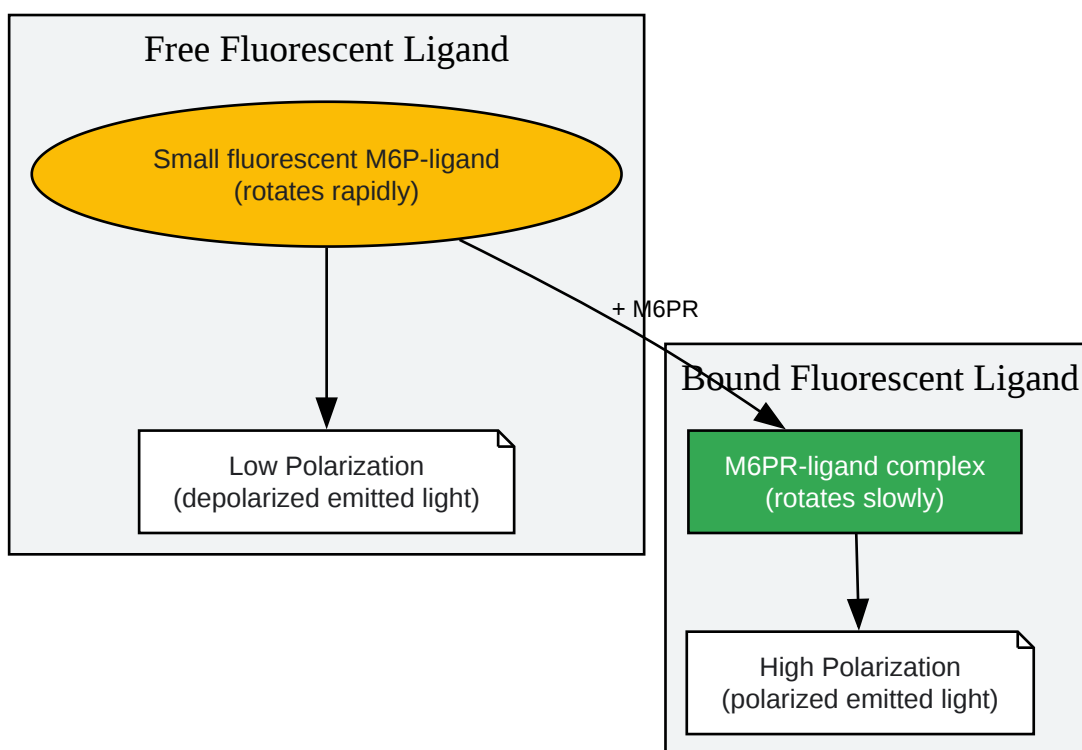 Free Fluorescent Ligand
Small fluorescent M6P-ligand
(rotates rapidly)
+ M6PR
Low Polarization
(depolarized emitted light)
Bound Fluorescent Ligand
M6PR-ligand complex
(rotates slowly)
High Polarization
(polarized emitted light)